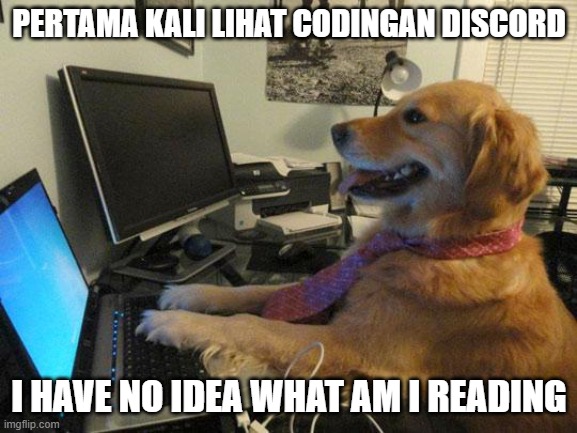 PERTAMA KALI LIHAT CODINGAN DISCORD
I HAVE NO IDEA WHAT AM I READING
imgflip.com